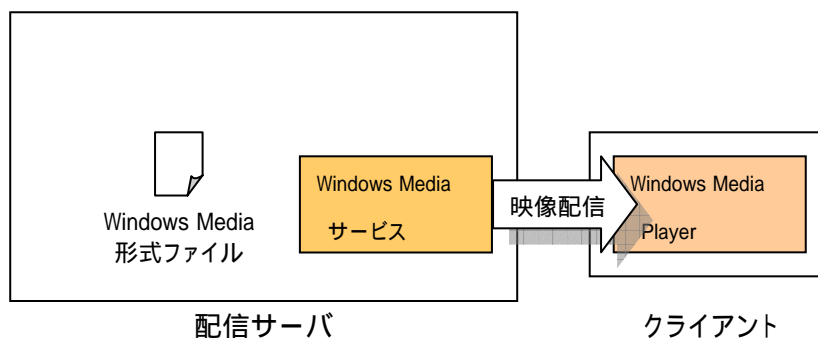 Windows Media
形式ファイル
Windows Media
サービス
映像配信
Windows Media
Player
配信サーバ
クライアント